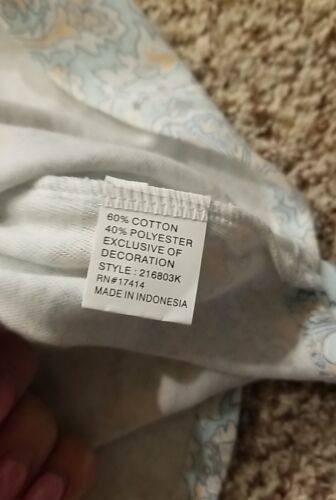 60% COTTON
40% POLYESTER
EXCLUSIVE OF
DECORATION
STYLE : 216803K
RN#17414
MADE IN INDONESIA